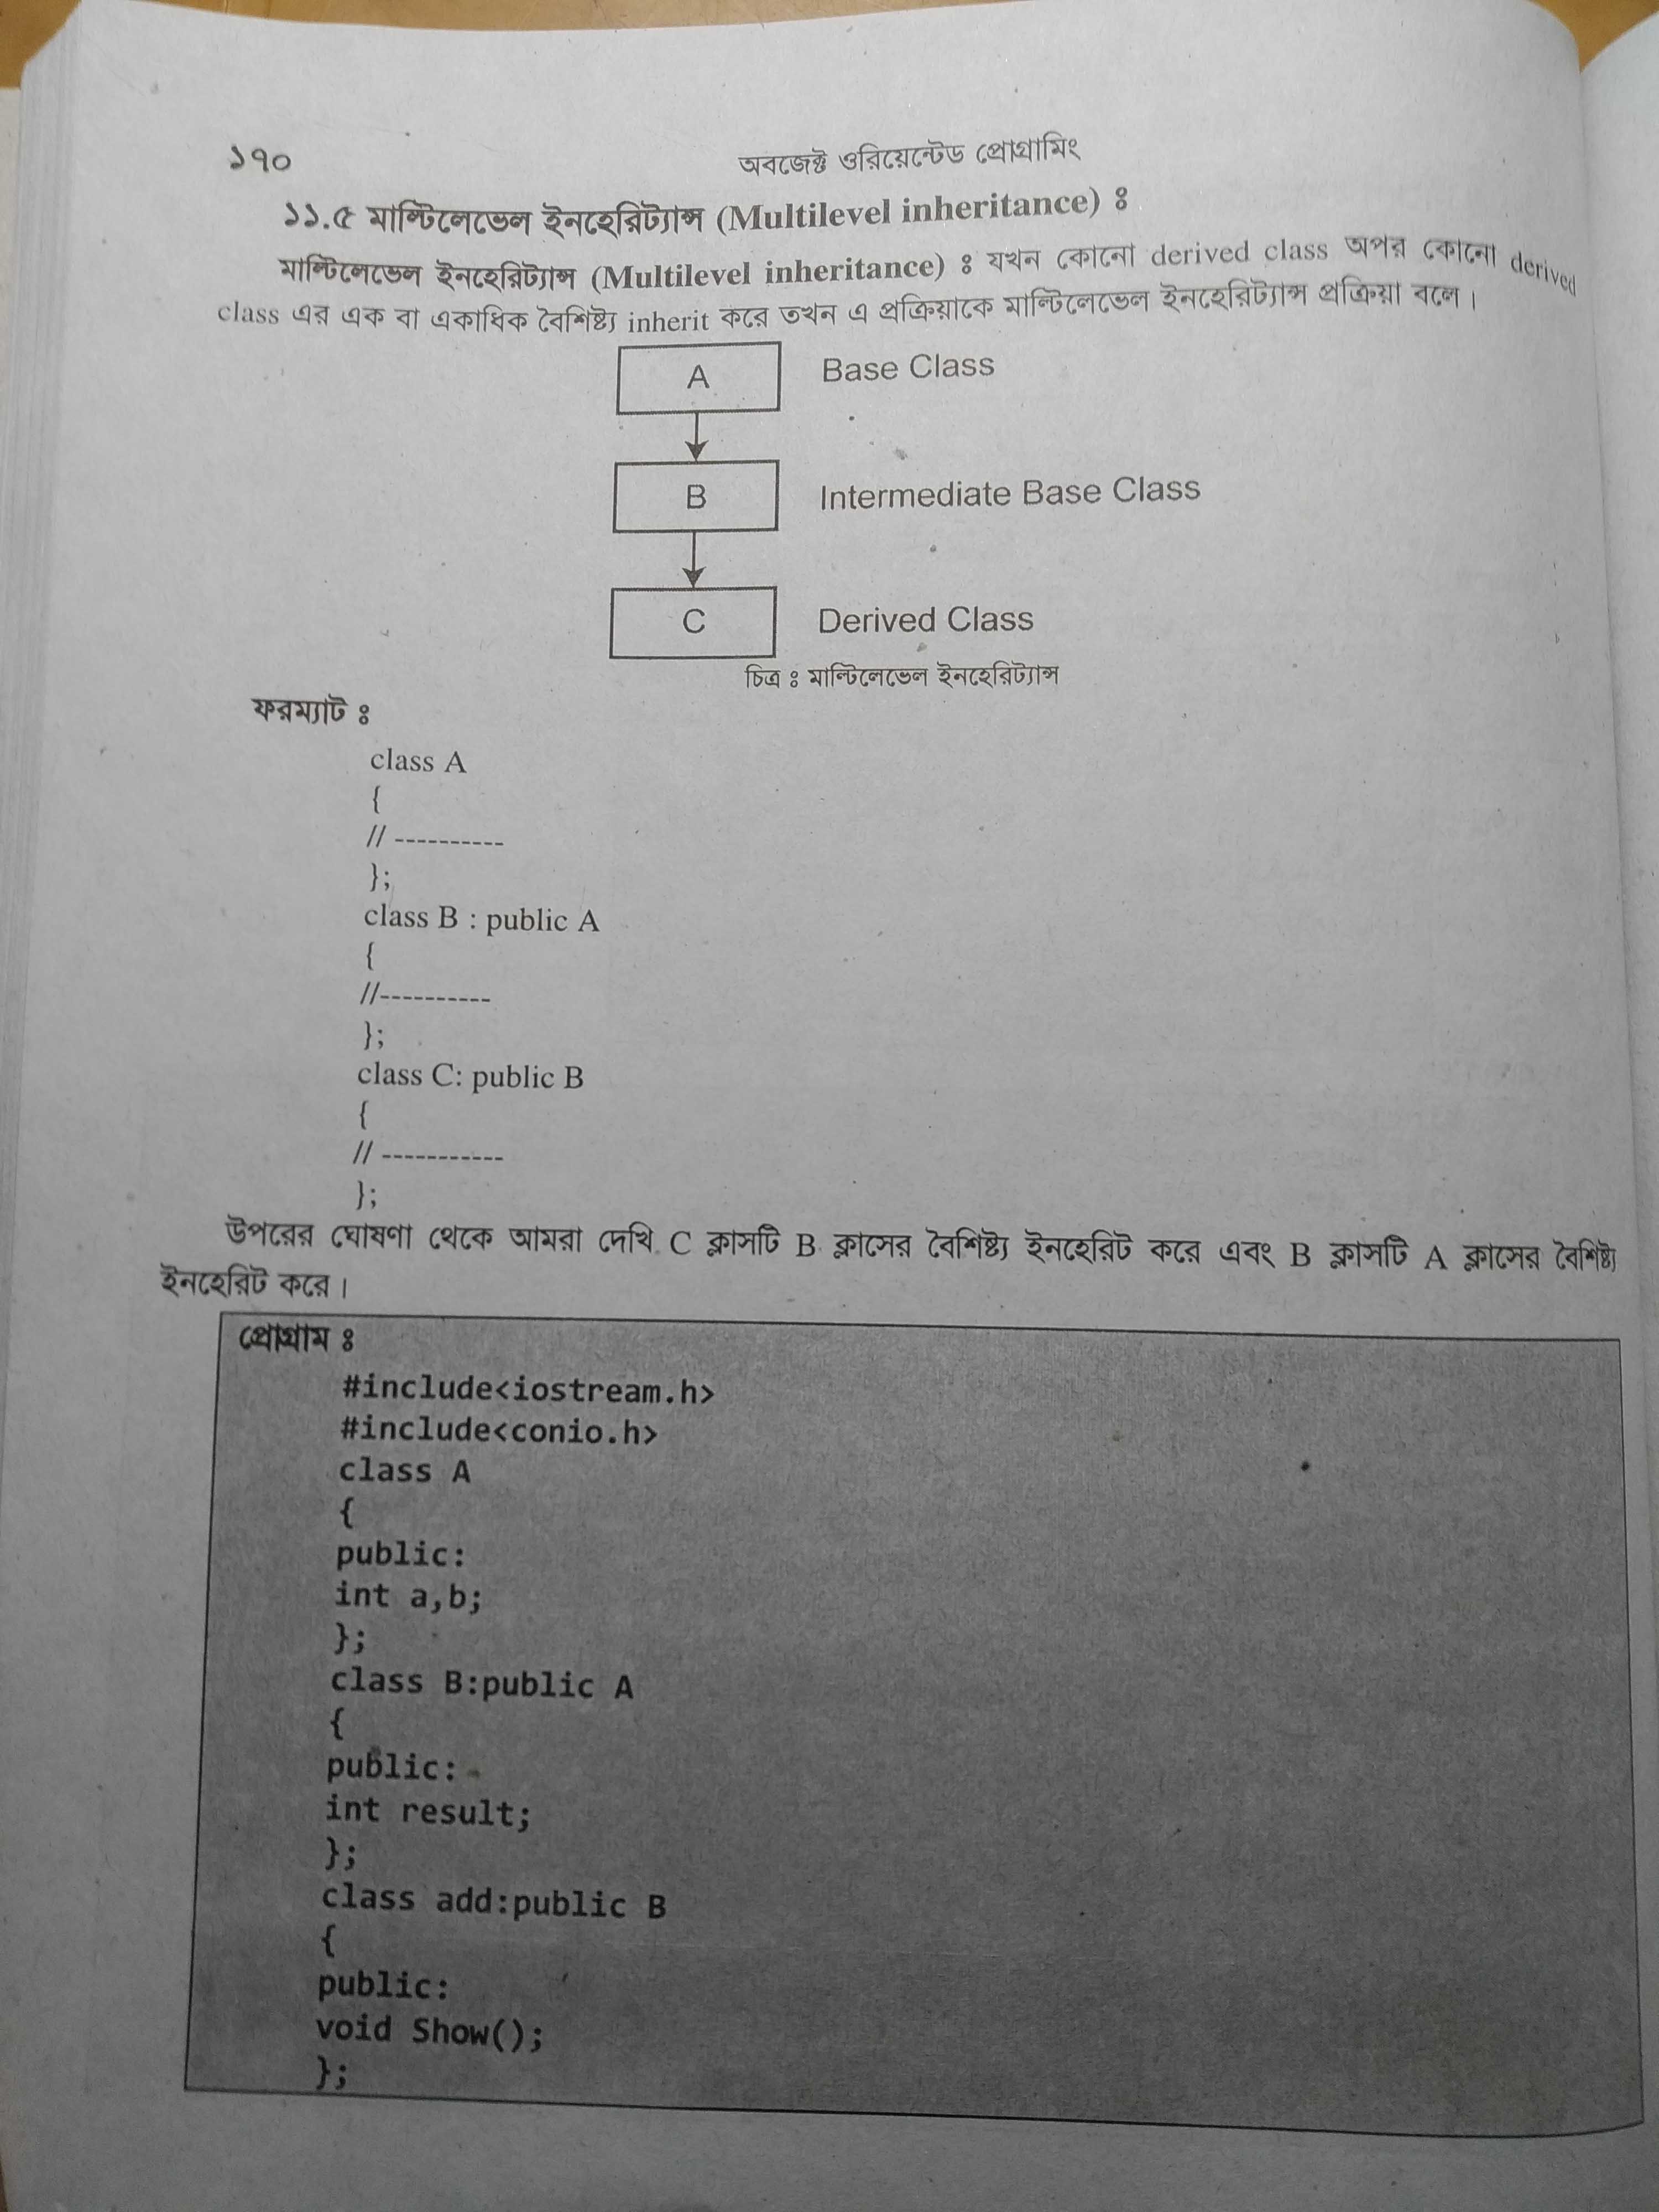 ১৭০
অবজেক্ট ওরিয়েন্টেড প্রোগ্রামিং
১১.৫ মাল্টিলেভেল ইনহেরিট্যান্স (Multilevel inheritance) ঃ
মাল্টিলেভেল ইনহেরিট্যান্স (Multilevel inheritance) ঃ যখন কোনো derived class অপর কোনো derived
class এর এক বা একাধিক বৈশিষ্ট্য inherit করে তখন এ প্রক্রিয়াকে মাল্টিলেভেল ইনহেরিট্যান্স প্রক্রিয়া বলে।
A Base Class
B Intermediate Base Class
C Derived Class
চিত্র ঃ মাল্টিলেভেল ইনহেরিট্যান্স
ফরম্যাট ঃ
class A
{
// ----------
};
class B : public A
{
//----------
};
class C: public B
{
// -----------
};
উপরের ঘোষণা থেকে আমরা দেখি C ক্লাসটি B ক্লাসের বৈশিষ্ট্য ইনহেরিট করে এবং B ক্লাসটি A ক্লাসের বৈশিষ্ট্য
ইনহেরিট করে।
প্রোগ্রাম ঃ
#include<iostream.h>
#include<conio.h>
class A
{
public:
int a,b;
};
class B:public A
{
public:
int result;
};
class add:public B
{
public:
void Show();
};